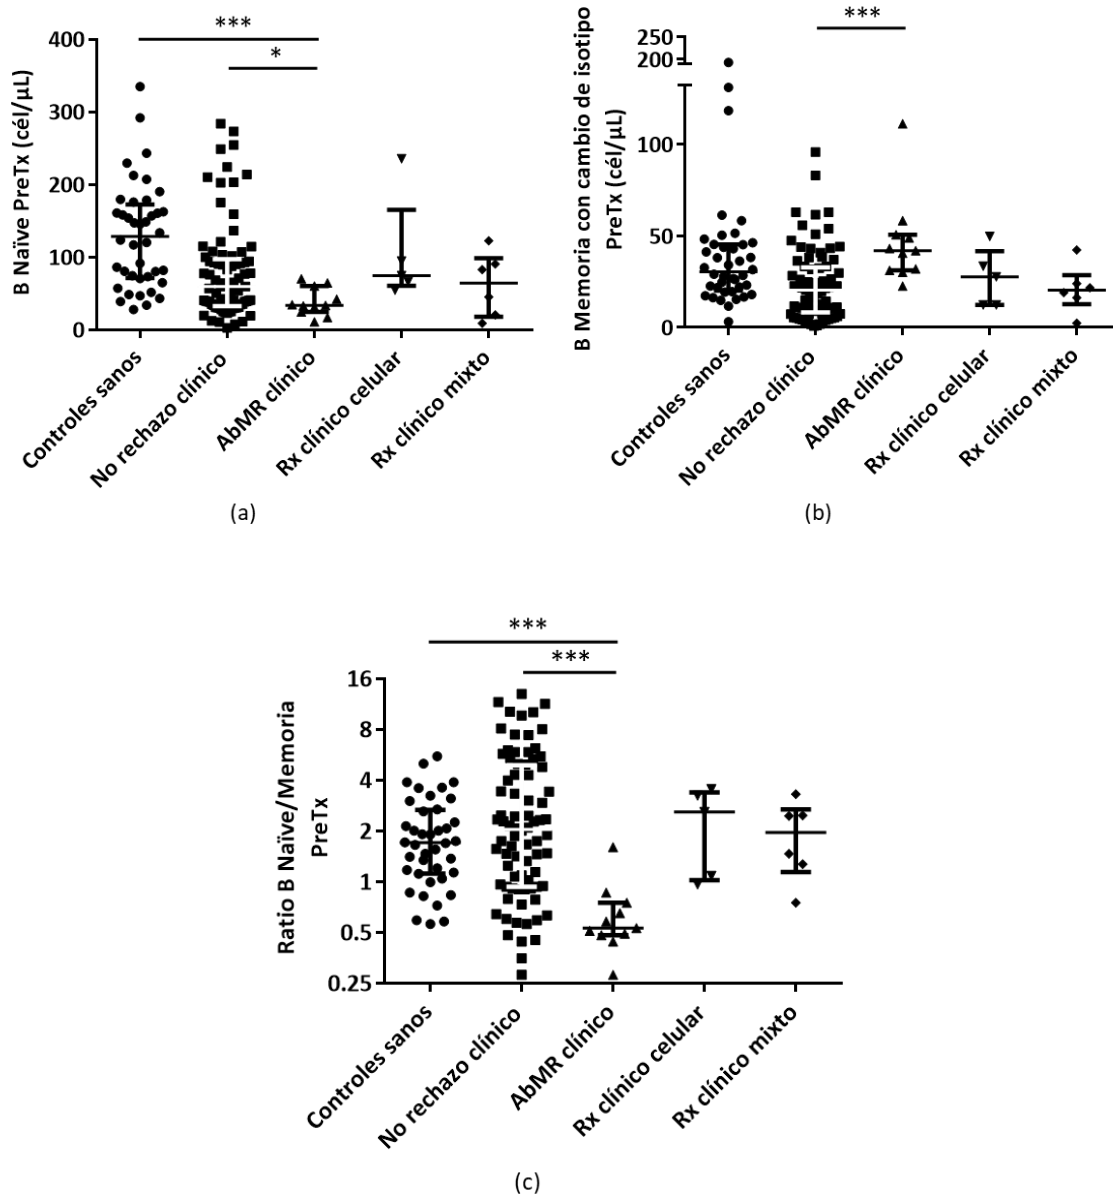 ***
*
400
300
200
100
0
B Naïve PreTx (cél/µL)
Controles sanos
No rechazo clínico
AbMR clínico
Rx clínico celular
Rx clínico mixto
(a)
***
250
200
100
50
0
B Memoria con cambio de isotipo
PreTx (cél/µL)
Controles sanos
No rechazo clínico
AbMR clínico
Rx clínico celular
Rx clínico mixto
(b)
***
***
16
8
4
2
1
0.5
0.25
Ratio B Naïve/Memoria
PreTx
Controles sanos
No rechazo clínico
AbMR clínico
Rx clínico celular
Rx clínico mixto
(c)